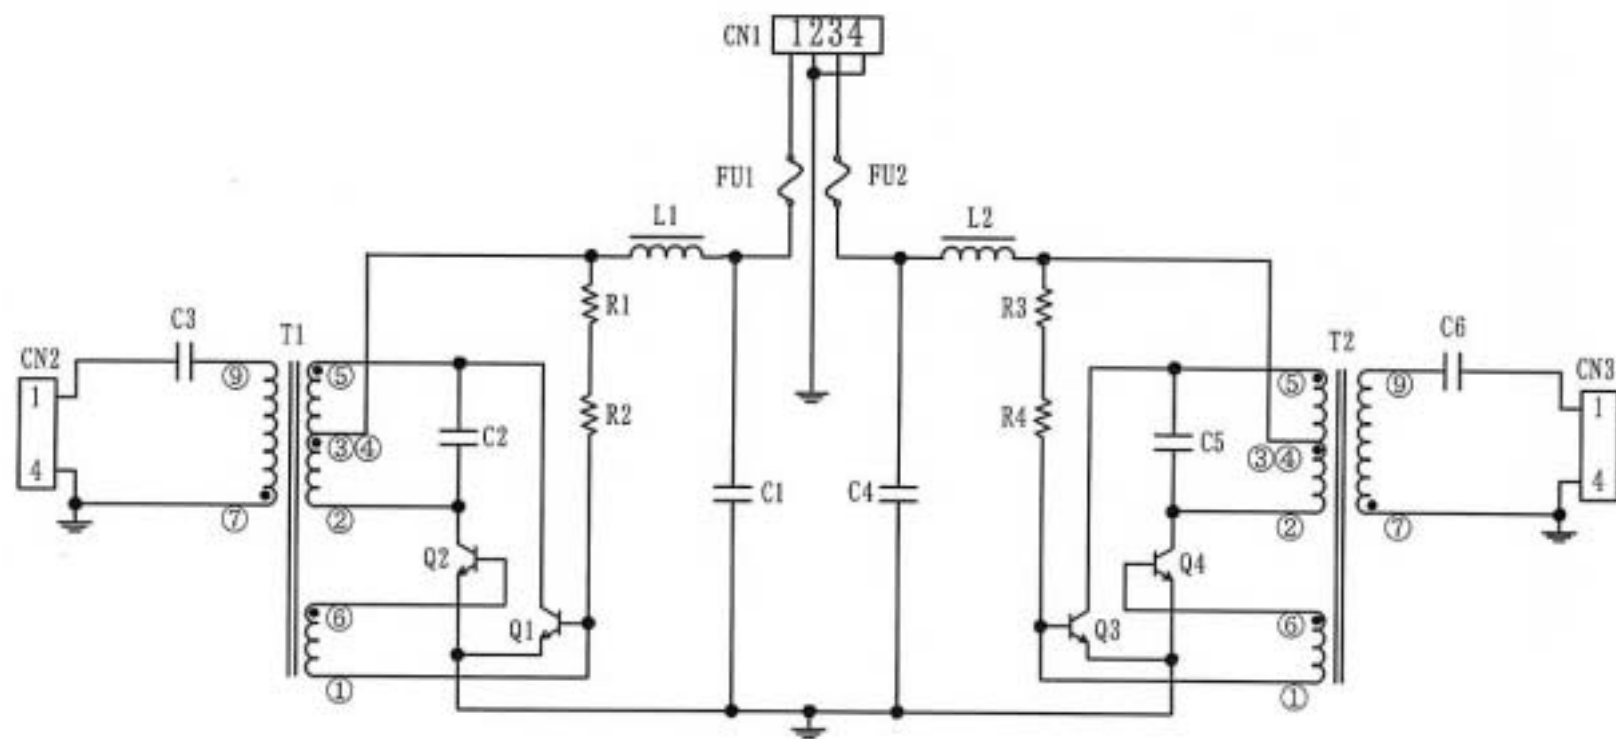 CN1 1234
FU1 FU2
L1 L2
R1 R3
C3 T1 T2 C6
CN2 ⑨ ⑤ ⑤ ⑨ CN3
1 R2 R4 1
③④ C2 C5 ③④
4 4
⑦ ② C1 C4 ② ⑦
Q2 Q4
⑥ Q1 Q3 ⑥
① ①